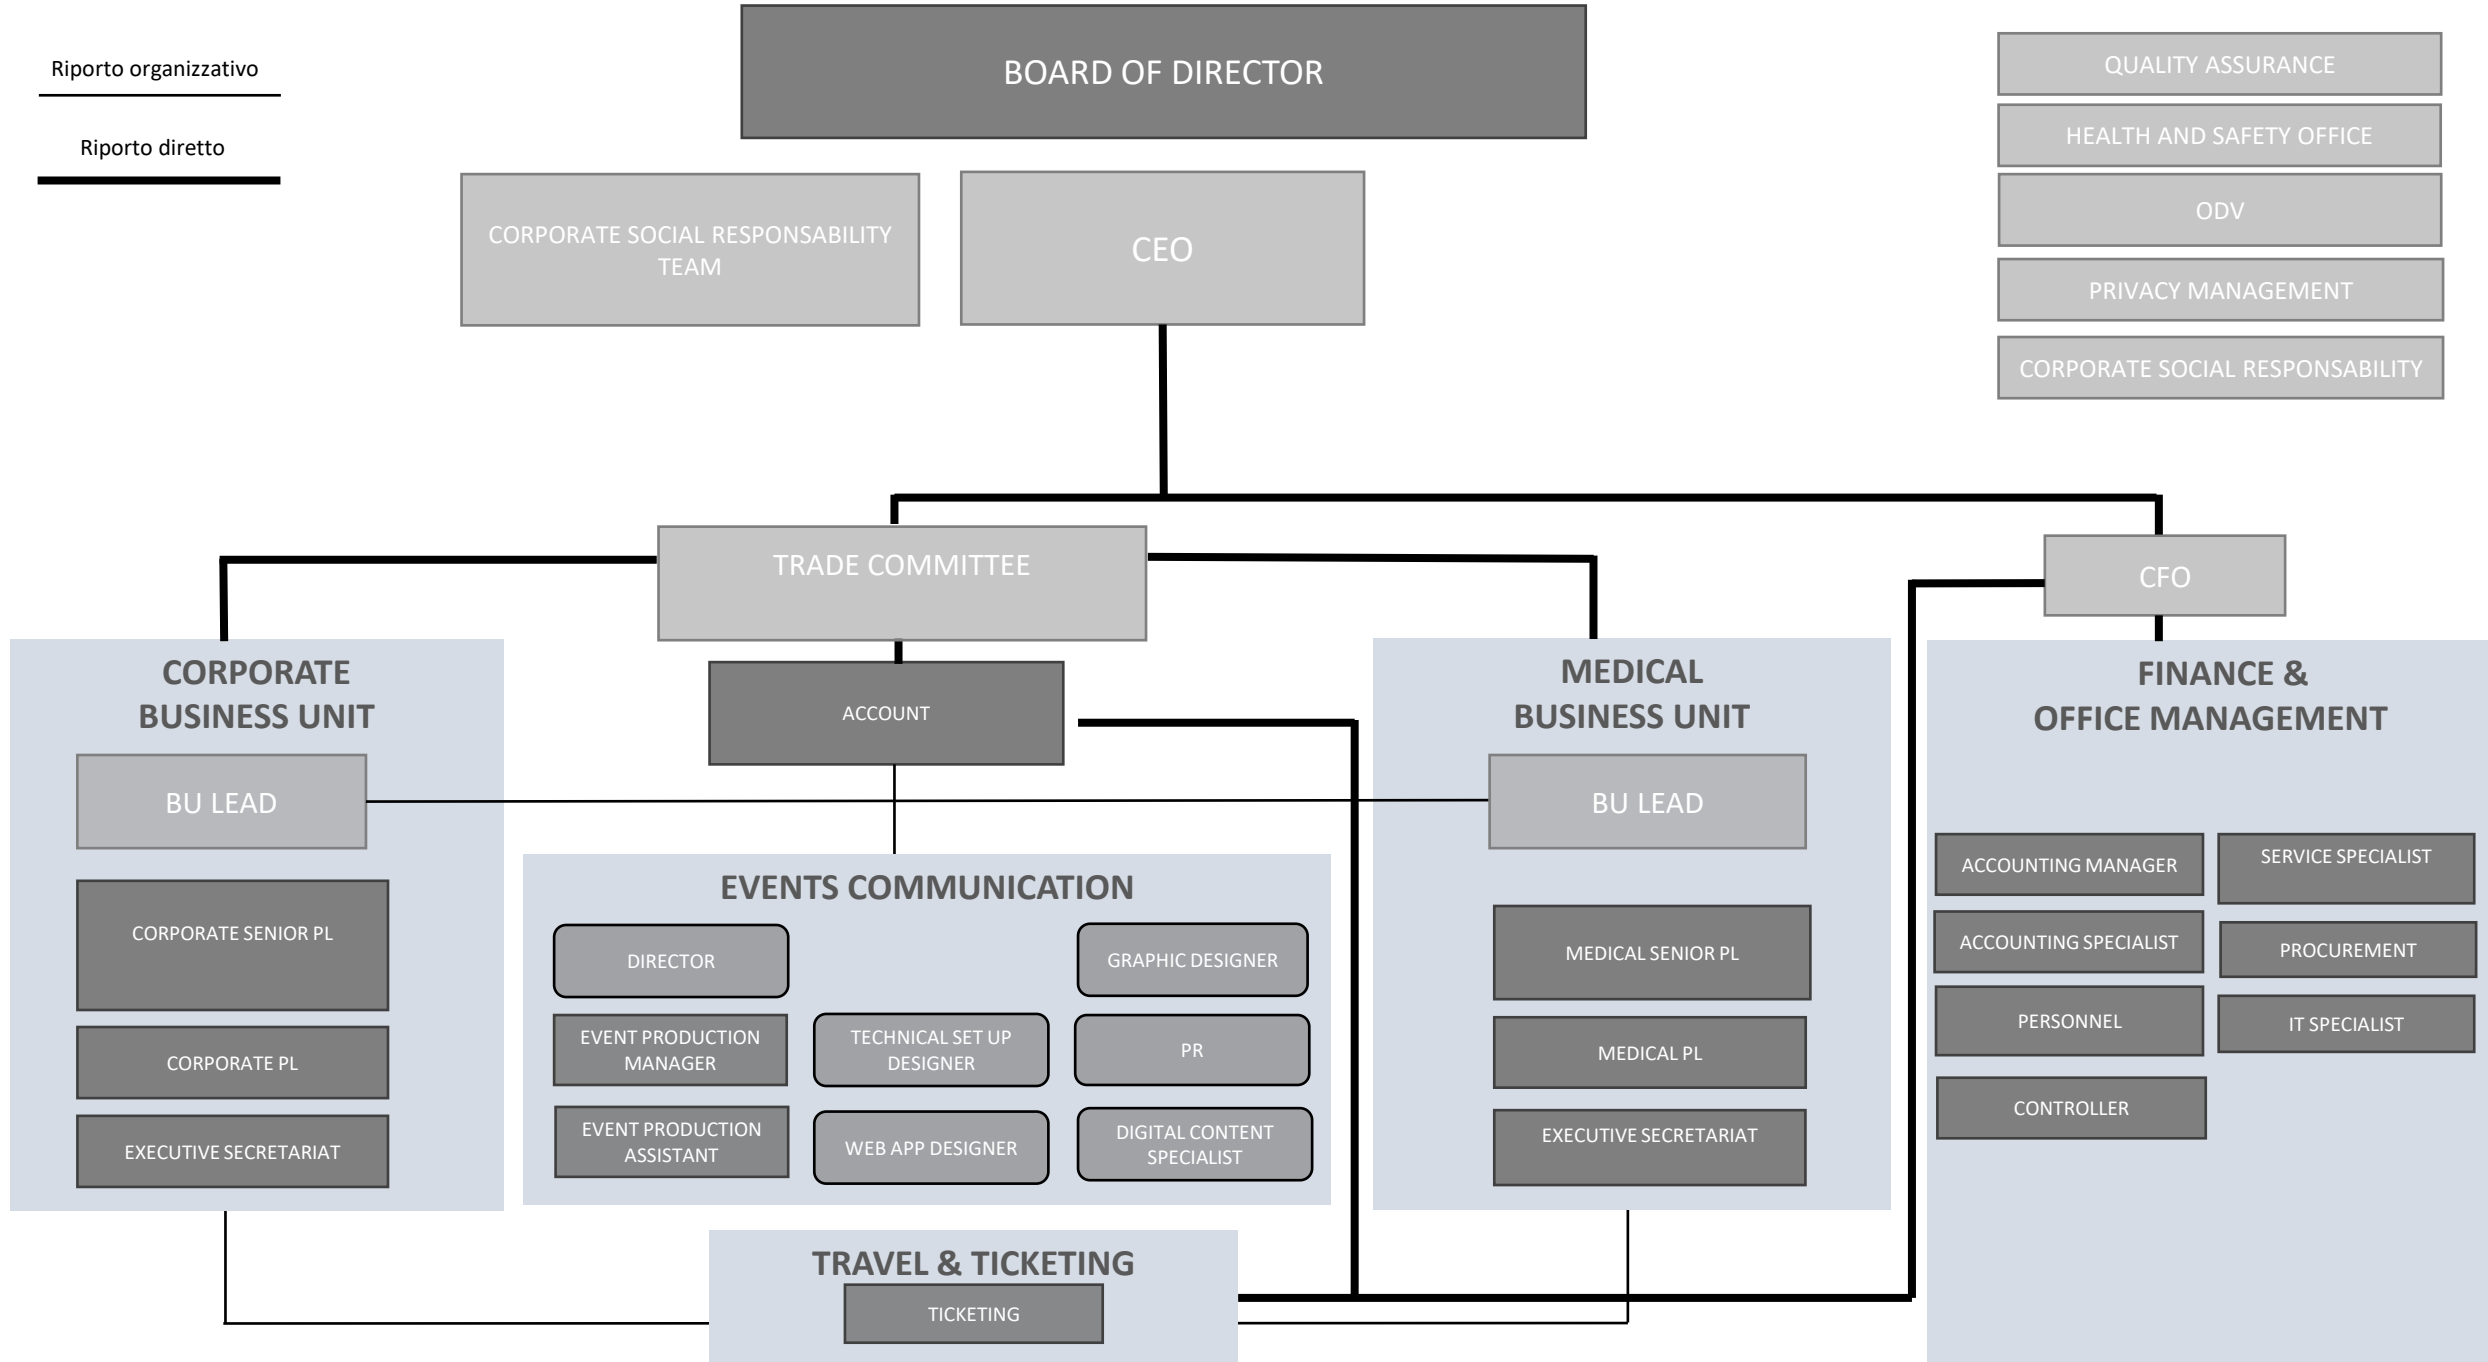 Riporto organizzativo
Riporto diretto
BOARD OF DIRECTOR
QUALITY ASSURANCE
HEALTH AND SAFETY OFFICE
ODV
PRIVACY MANAGEMENT
CORPORATE SOCIAL RESPONSABILITY
CORPORATE SOCIAL RESPONSABILITY
TEAM
CEO
TRADE COMMITTEE
CFO
CORPORATE
BUSINESS UNIT
BU LEAD
CORPORATE SENIOR PL
CORPORATE PL
EXECUTIVE SECRETARIAT
ACCOUNT
EVENTS COMMUNICATION
DIRECTOR
GRAPHIC DESIGNER
EVENT PRODUCTION
MANAGER
TECHNICAL SET UP
DESIGNER
PR
EVENT PRODUCTION
ASSISTANT
WEB APP DESIGNER
DIGITAL CONTENT
SPECIALIST
TRAVEL & TICKETING
TICKETING
MEDICAL
BUSINESS UNIT
BU LEAD
MEDICAL SENIOR PL
MEDICAL PL
EXECUTIVE SECRETARIAT
FINANCE &
OFFICE MANAGEMENT
ACCOUNTING MANAGER
SERVICE SPECIALIST
ACCOUNTING SPECIALIST
PROCUREMENT
PERSONNEL
IT SPECIALIST
CONTROLLER